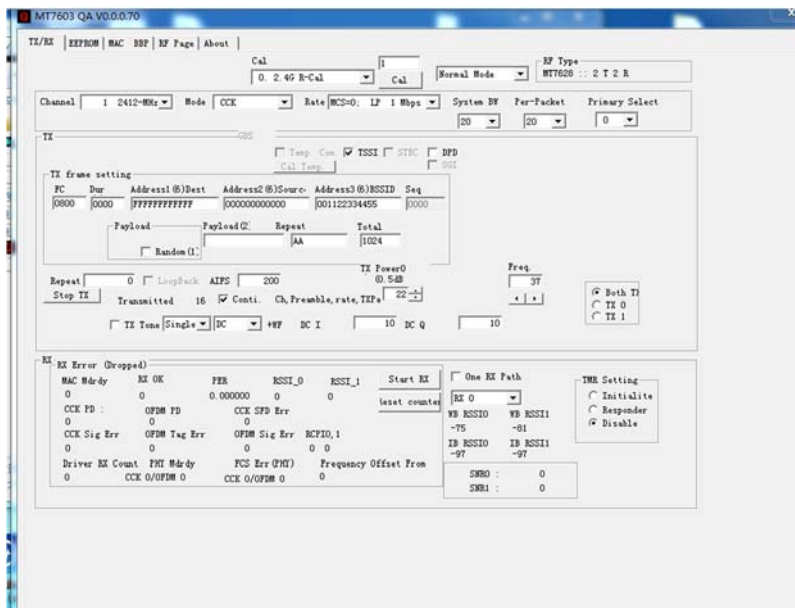 MT7603 QA V0.0.0.70
TX/RX EEPROM MAC BBP RF Page About
Cal 1 RF Type
0. 2.4G R-Cal Cal Normal Mode MT7628 :: 2 T 2 R
Channel 1 2412-MHz Mode CCK Rate MCS=0; LP 1 Mbps System BW Per-Packet Primary Select
20 20 0
TX
Temp. Com. TSSI STBC DPD
Cal Temp. SGI
TX frame setting
FC Dur Address1(6)Dest Address2(6)Sourc- Address3(6)BSSID Seq
0800 0000 FFFFFFFFFFFF 000000000000 001122334455 0000
Payload Payload(2 Repeat Total
Random(1) AA 1024
TX Power0 Freq.
Repeat 0 LoopBack AIFS 200 (0.5dB 37
Stop TX Transmitted 16 Conti. Ch,Preamble,rate,TXPa 22 Both T
TX 0
TX 1
TX Tone Single DC +WF DC I 10 DC Q 10
RX
RX Error (Dropped)
MAC Mdrdy RX OK PER RSSI_0 RSSI_1 Start RX One RX Path TMR Setting
0 0 0.000000 0 0 Initialite
CCK PD : OFDM PD CCK SFD Err eset counter RX 0 Responder
0 0 0 WB RSSI0 WB RSSI1 Disable
-75 -81
CCK Sig Err OFDM Tag Err OFDM Sig Err RCPI0,1 IB RSSI0 IB RSSI1
0 0 0 0 0 -97 -97
Driver RX Count PHY Mdrdy FCS Err(PHY) Frequency Offset From
0 CCK 0/OFDM 0 CCK 0/OFDM 0 0 SNR0 : 0
SNR1 : 0